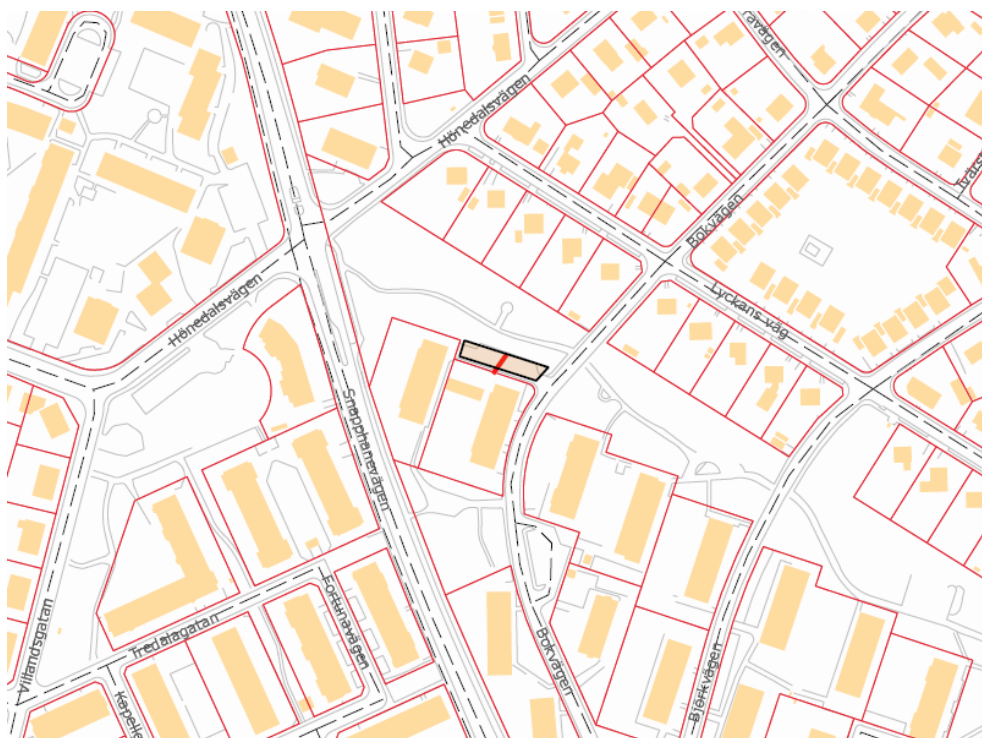 Hönedalsvägen
Bokvägen
Lyckans väg
Hönedalsvägen
Snapphanevägen
Villandsgatan
Tredalagatan
Fortunavägen
Bokvägen
Björkvägen